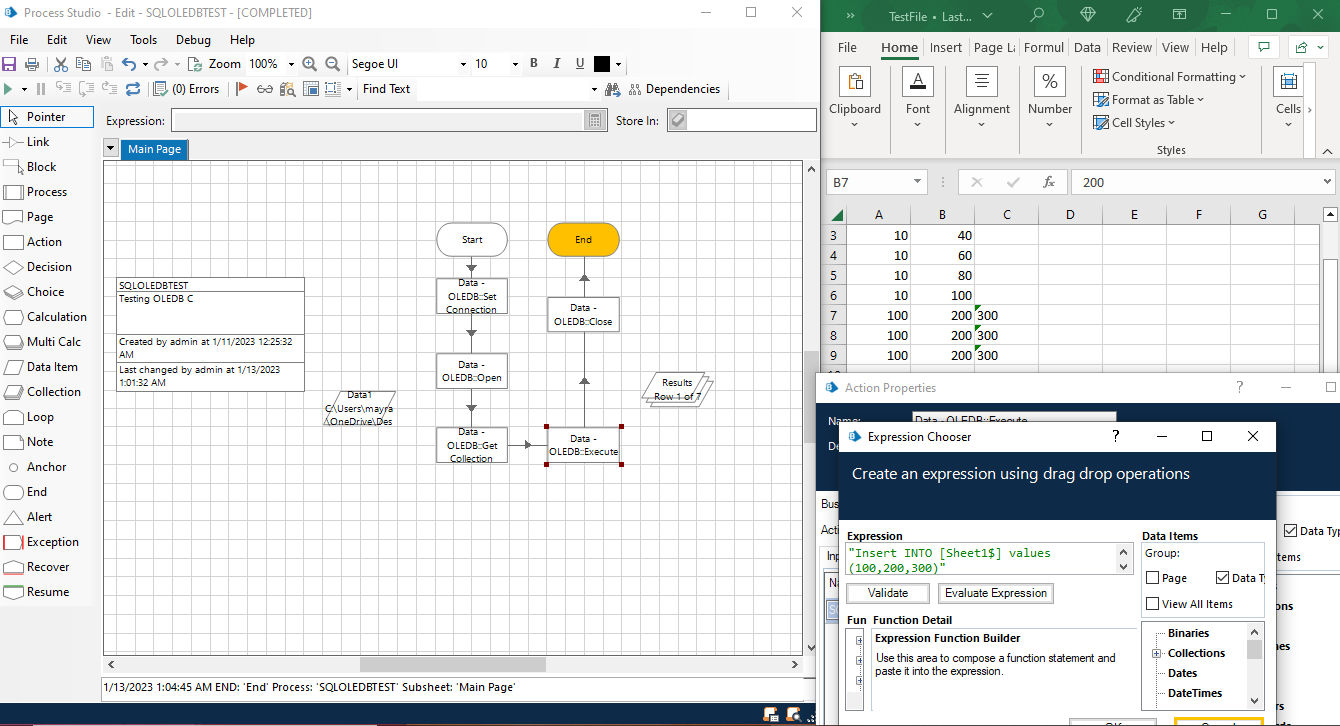 Process Studio - Edit - SQLOLEDBTEST - [COMPLETED]
File Edit View Tools Debug Help
Zoom 100% Segoe UI 10 B I U
(0) Errors Find Text Dependencies
Expression: Store In:
Main Page
Pointer
Link
Block
Process
Page
Action
Decision
Choice
Calculation
Multi Calc
Data Item
Collection
Loop
Note
Anchor
End
Alert
Exception
Recover
Resume
SQLOLEDBTEST
Testing OLEDB C
Created by admin at 1/11/2023 12:25:32
AM
Last changed by admin at 1/13/2023
1:01:32 AM
Data1
C:\Users\mayra
\OneDrive\Des
Start
Data -
OLEDB::Set
Connection
Data -
OLEDB::Open
Data -
OLEDB::Get
Collection
Data -
OLEDB::Execute
Data -
OLEDB::Close
End
Results
Row 1 of 7
1/13/2023 1:04:45 AM END: 'End' Process: 'SQLOLEDBTEST' Subsheet: 'Main Page'
TestFile • Last...
File Home Insert Page La Formul Data Review View Help
Clipboard
Font
Alignment
Number
Conditional Formatting
Format as Table
Cell Styles
Styles
Cells
B7 fx 200
A B C D E F G
3 10 40
4 10 60
5 10 80
6 10 100
7 100 200 300
8 100 200 300
9 100 200 300
Action Properties
Name: Data - OLEDB::Execute
De
Bus
Acti
Inp
Na
Data Typ
Items
Expression Chooser
Create an expression using drag drop operations
Expression
"Insert INTO [Sheet1$] values
(100,200,300)"
Validate Evaluate Expression
Fun Function Detail
Expression Function Builder
Use this area to compose a function statement and
paste it into the expression.
Data Items
Group:
Page Data T
View All Items
Binaries
Collections
Dates
DateTimes